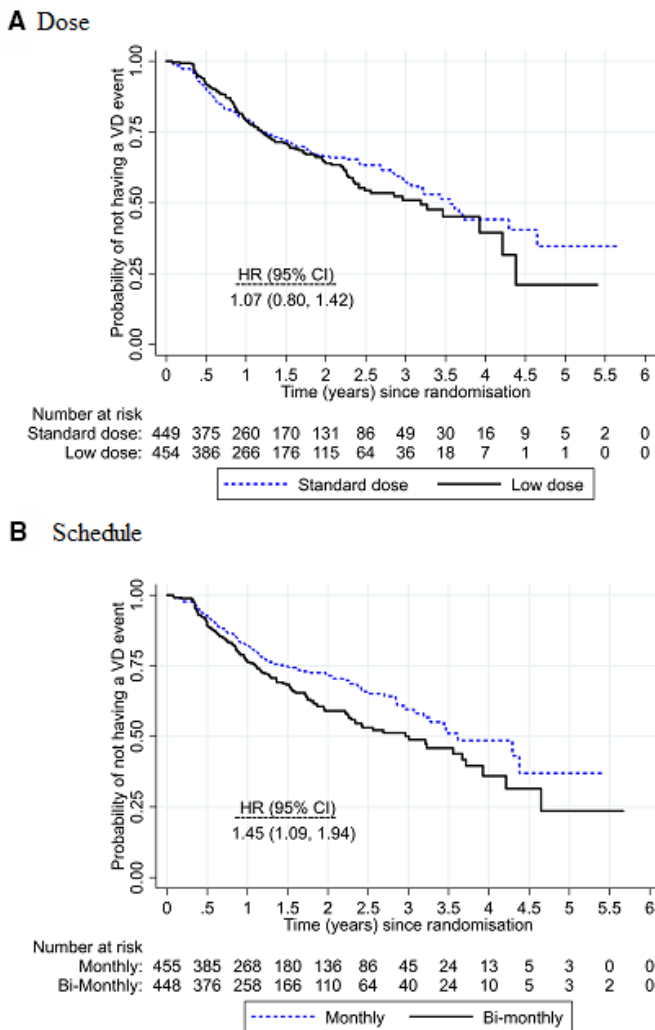 A Dose
Probability of not having a VD event
1.00
0.75
0.50
0.25
0.00
HR (95% CI)
1.07 (0.80, 1.42)
0 .5 1 1.5 2 2.5 3 3.5 4 4.5 5 5.5 6
Time (years) since randomisation
Number at risk
Standard dose: 449 375 260 170 131 86 49 30 16 9 5 2 0
Low dose: 454 386 266 176 115 64 36 18 7 1 1 0 0
Standard dose Low dose
B Schedule
Probability of not having a VD event
1.00
0.75
0.50
0.25
0.00
HR (95% CI)
1.45 (1.09, 1.94)
0 .5 1 1.5 2 2.5 3 3.5 4 4.5 5 5.5 6
Time (years) since randomisation
Number at risk
Monthly: 455 385 268 180 136 86 45 24 13 5 3 0 0
Bi-Monthly: 448 376 258 166 110 64 40 24 10 5 3 2 0
Monthly Bi-monthly